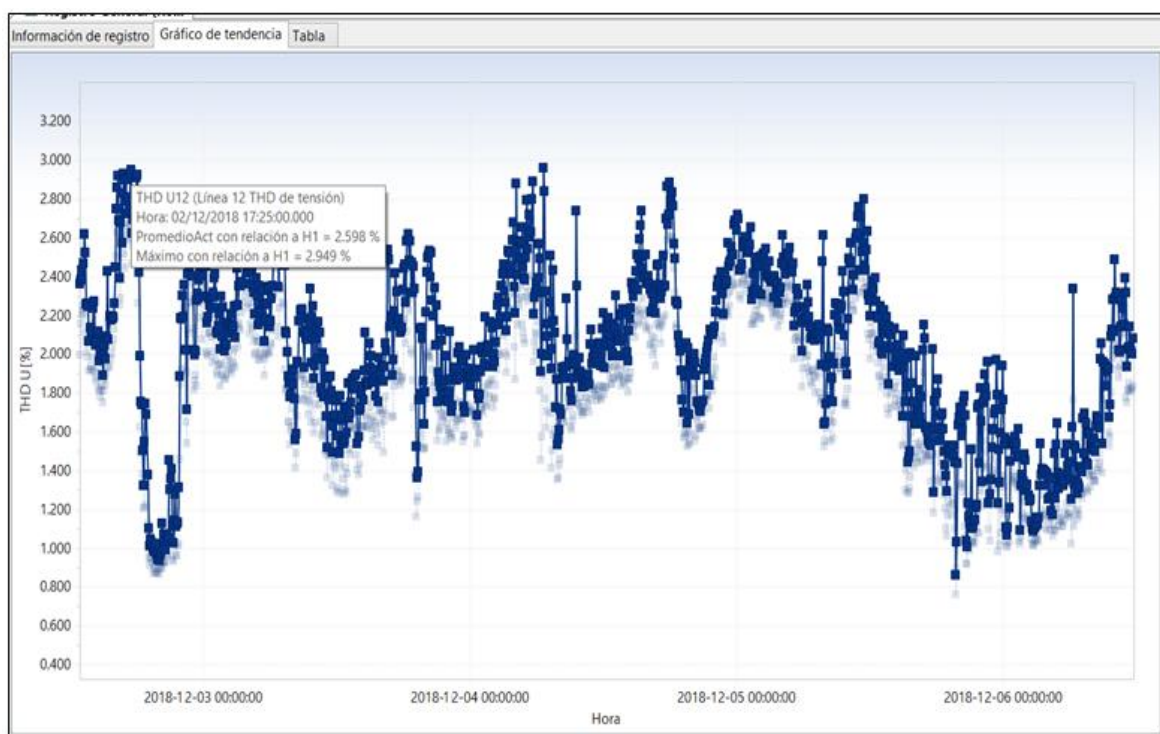 Información de registro Gráfico de tendencia Tabla
3.200
3.000
2.800
2.600
2.400
2.200
2.000
1.800
1.600
1.400
1.200
1.000
0.800
0.600
0.400
THD U [%]
THD U12 (Línea 12 THD de tensión)
Hora: 02/12/2018 17:25:00.000
PromedioAct con relación a H1 = 2.598 %
Máximo con relación a H1 = 2.949 %
2018-12-03 00:00:00 2018-12-04 00:00:00 2018-12-05 00:00:00 2018-12-06 00:00:00
Hora